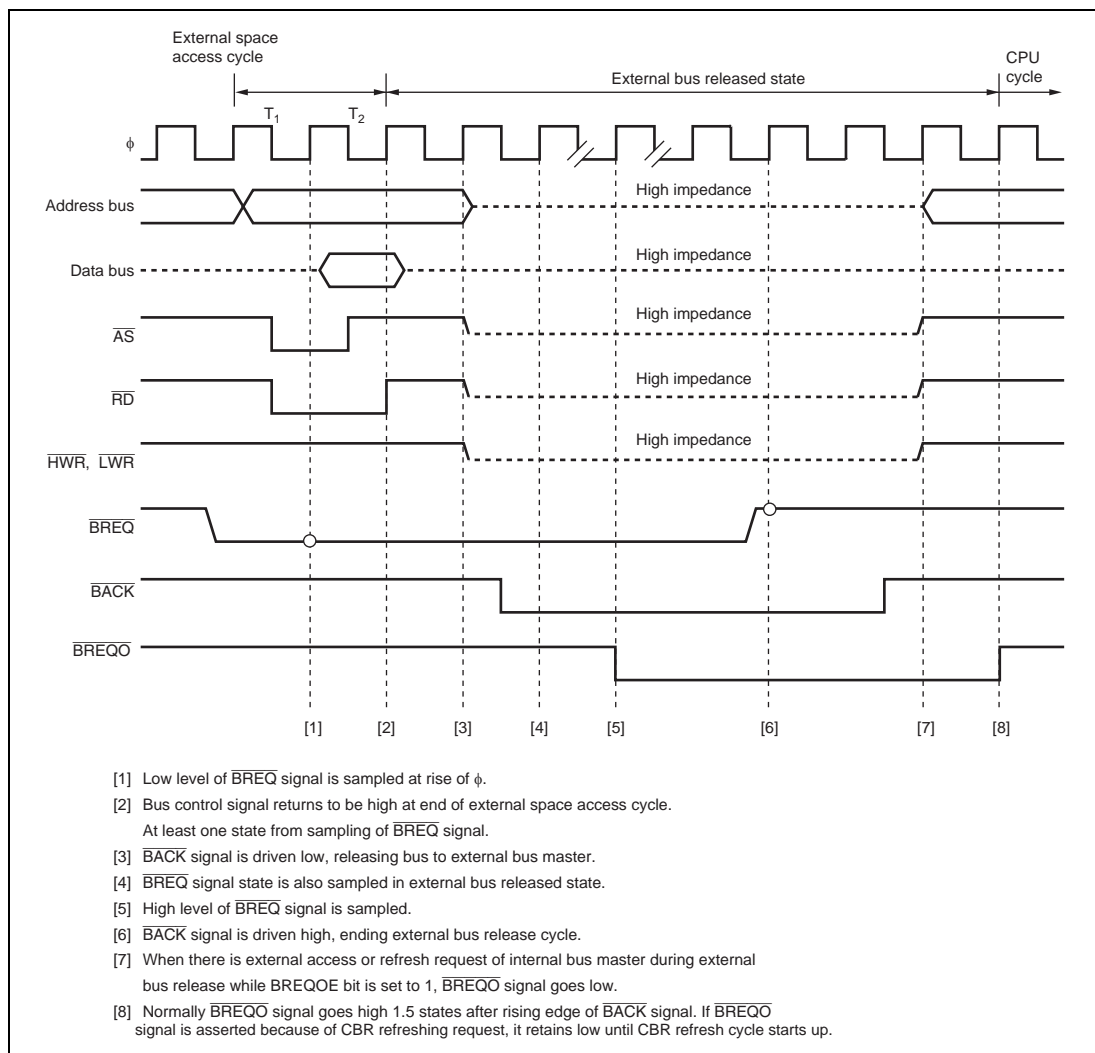 External space
access cycle
External bus released state
CPU
cycle
T1
T2
ϕ
Address bus
High impedance
Data bus
High impedance
AS
High impedance
RD
High impedance
HWR, LWR
High impedance
BREQ
BACK
BREQO
[1] [2] [3] [4] [5] [6] [7] [8]
[1] Low level of BREQ signal is sampled at rise of ϕ.
[2] Bus control signal returns to be high at end of external space access cycle.
At least one state from sampling of BREQ signal.
[3] BACK signal is driven low, releasing bus to external bus master.
[4] BREQ signal state is also sampled in external bus released state.
[5] High level of BREQ signal is sampled.
[6] BACK signal is driven high, ending external bus release cycle.
[7] When there is external access or refresh request of internal bus master during external
bus release while BREQOE bit is set to 1, BREQO signal goes low.
[8] Normally BREQO signal goes high 1.5 states after rising edge of BACK signal. If BREQO
signal is asserted because of CBR refreshing request, it retains low until CBR refresh cycle starts up.